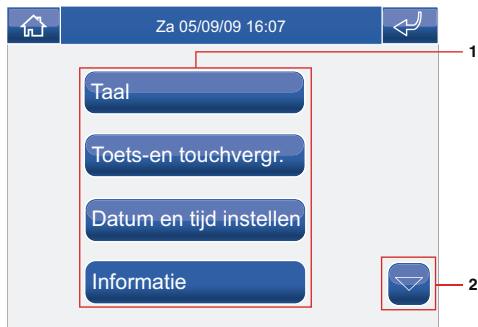 Za 05/09/09 16:07
1
Taal
Toets-en touchvergr.
Datum en tijd instellen
Informatie
2